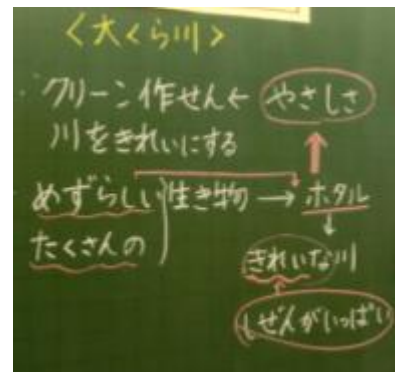 <大くら川>
・クリーン作せん← やさしさ
川をきれいにする
めずらしい 生き物 → ホタル
たくさんの
きれいな川
しぜんがいっぱい